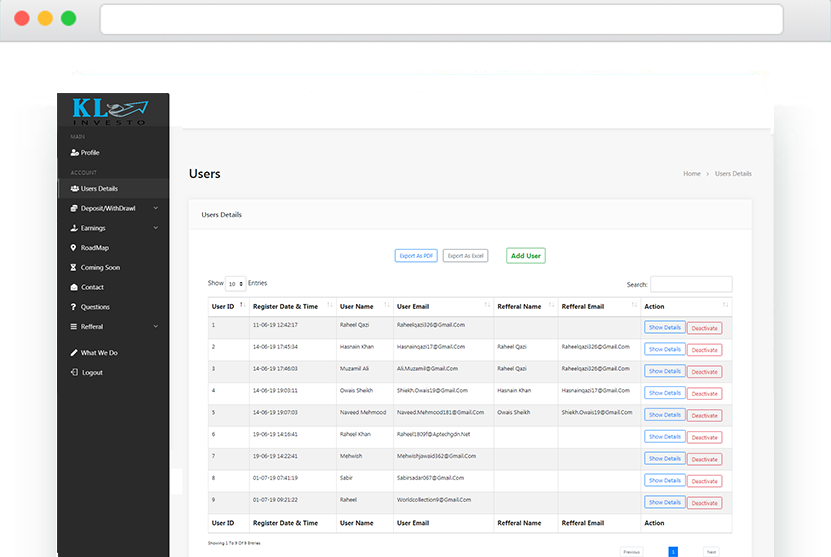 KL
INVESTO
MAIN
Profile
ACCOUNT
Users Details
Deposit/WithDrawl
Earnings
RoadMap
Coming Soon
Contact
Questions
Refferal
What We Do
Logout
Users
Home > Users Details
Users Details
Export As PDF Export As Excel Add User
Show 10 Entries Search:
User ID Register Date & Time User Name User Email Refferal Name Refferal Email Action
1 11-06-19 12:42:17 Raheel Qazi Raheelqazi326@Gmail.Com Show Details Deactivate
2 14-06-19 17:45:34 Hasnain Khan Hasnainqazi17@Gmail.Com Raheel Qazi Raheelqazi326@Gmail.Com Show Details Deactivate
3 14-06-19 17:46:03 Muzamil Ali Ali.Muzamil@Gmail.Com Raheel Qazi Raheelqazi326@Gmail.Com Show Details Deactivate
4 14-06-19 19:03:11 Owais Sheikh Shiekh.Owais19@Gmail.Com Hasnain Khan Hasnainqazi17@Gmail.Com Show Details Deactivate
5 14-06-19 19:07:03 Naveed Mehmood Naveed.Mehmood181@Gmail.Com Owais Sheikh Shiekh.Owais19@Gmail.Com Show Details Deactivate
6 19-06-19 14:16:41 Raheel Khan Raheel1809f@Aptechgdn.Net Show Details Deactivate
7 19-06-19 14:22:41 Mehwish Mehwishjawaid362@Gmail.Com Show Details Deactivate
8 01-07-19 07:41:19 Sabir Sabirsadar067@Gmail.Com Show Details Deactivate
9 01-07-19 09:21:22 Raheel Worldcollection9@Gmail.Com Show Details Deactivate
User ID Register Date & Time User Name User Email Refferal Name Refferal Email Action
Showing 1 To 9 Of 9 Entries
Previous 1 Next